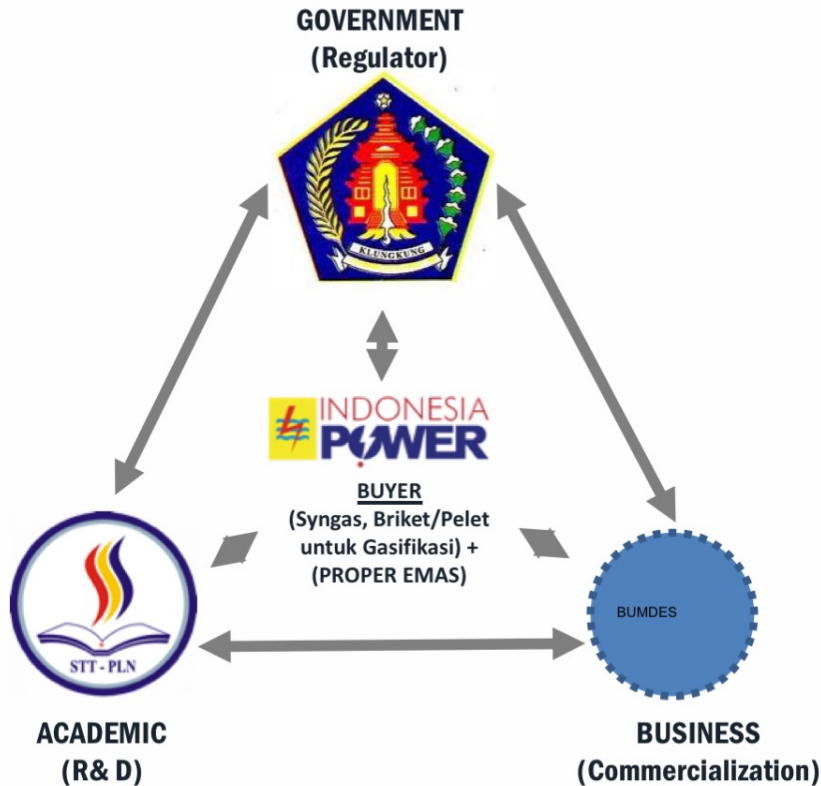 GOVERNMENT
(Regulator)
KLUNGKUNG
INDONESIA
POWER
BUYER
(Syngas, Briket/Pelet
untuk Gasifikasi) +
(PROPER EMAS)
STT - PLN
BUMDES
ACADEMIC
(R& D)
BUSINESS
(Commercialization)